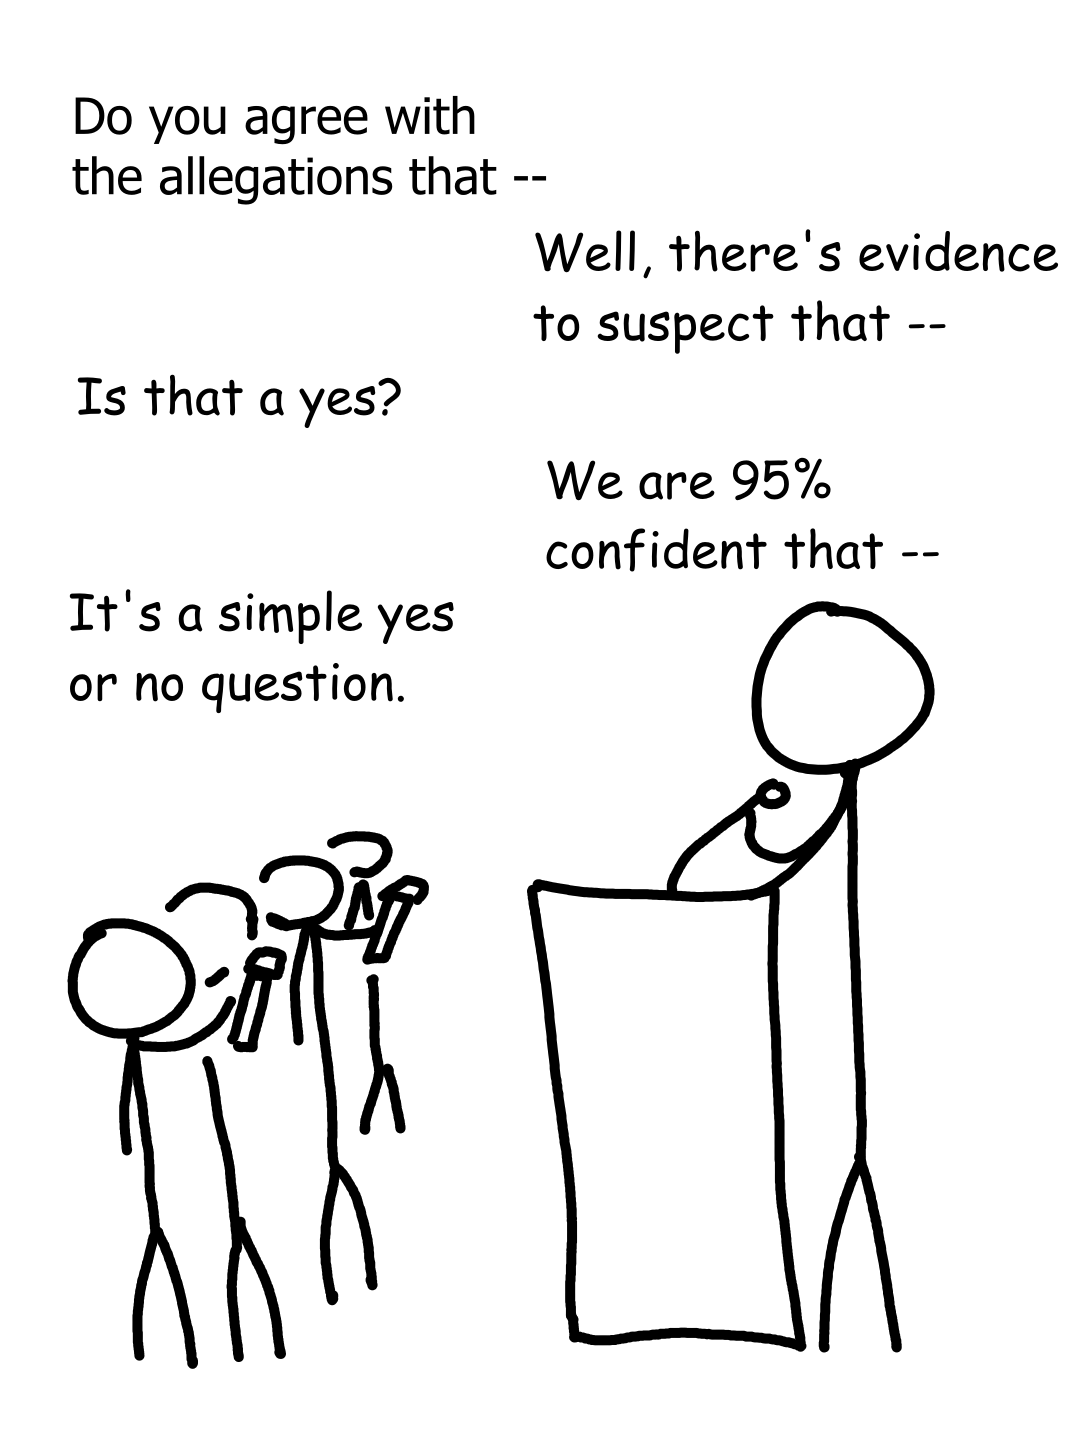 Do you agree with
the allegations that --
Well, there's evidence
to suspect that --
Is that a yes?
We are 95%
confident that --
It's a simple yes
or no question.